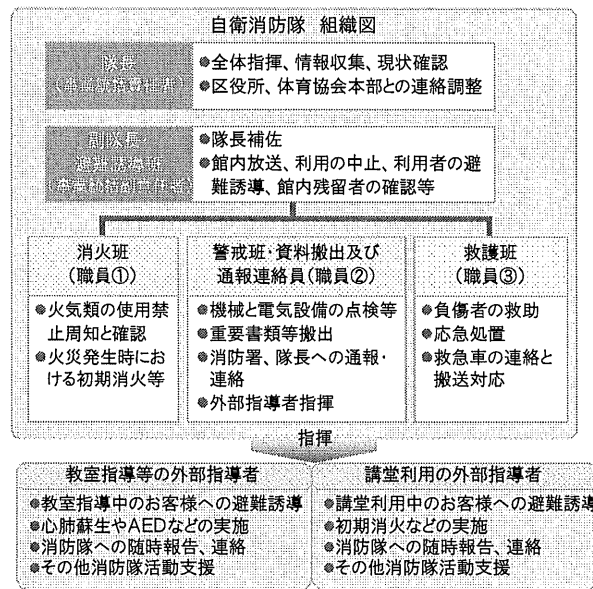 自衛消防隊 組織図
隊長
●全体指揮、情報収集、現状確認
●区役所、体育協会本部との連絡調整
副隊長・
避難誘導班
●隊長補佐
●館内放送、利用の中止、利用者の避
難誘導、館内残留者の確認等
消火班
(職員①)
●火気類の使用禁
止周知と確認
●火災発生時にお
ける初期消火等
警戒班・資料搬出及び
通報連絡員(職員②)
●機械と電気設備の点検等
●重要書類等搬出
●消防署、隊長への通報・
連絡
●外部指導者指揮
救護班
(職員③)
●負傷者の救助
●応急処置
●救急車の連絡と
搬送対応
指揮
教室指導等の外部指導者
●教室指導中のお客様への避難誘導
●心肺蘇生やAEDなどの実施
●消防隊への随時報告、連絡
●その他消防隊活動支援
講堂利用の外部指導者
●講堂利用中のお客様への避難誘導
●初期消火などの実施
●消防隊への随時報告、連絡
●その他消防隊活動支援